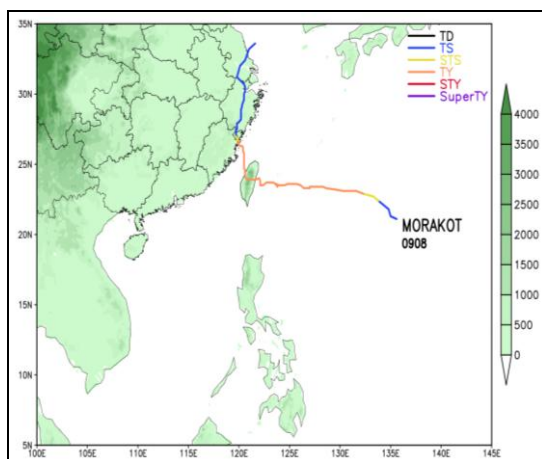 35N
30N
25N
20N
15N
10N
5N
100E 105E 110E 115E 120E 125E 130E 135E 140E 145E
TD
TS
STS
TY
STY
SuperTY
MORAKOT
0908
4000
3500
3000
2500
2000
1500
1000
500
0